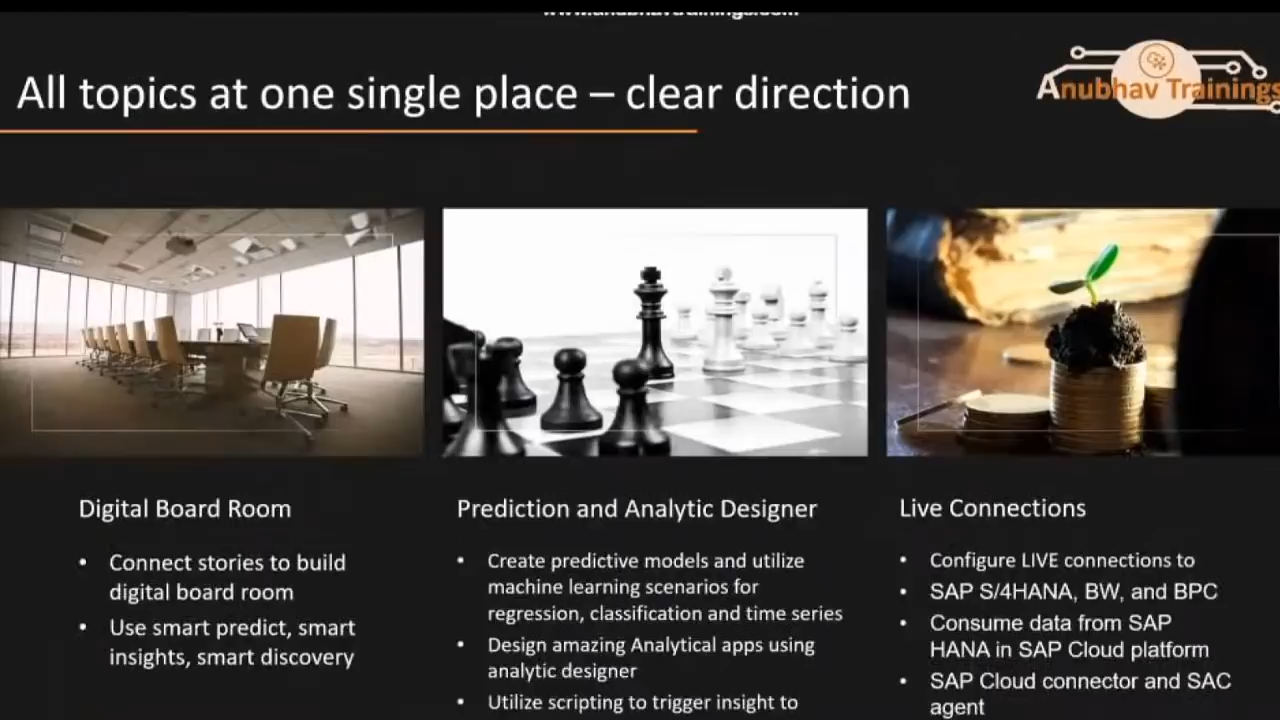 All topics at one single place – clear direction
Anubhav Trainings
Digital Board Room
• Connect stories to build
digital board room
• Use smart predict, smart
insights, smart discovery
Prediction and Analytic Designer
• Create predictive models and utilize
machine learning scenarios for
regression, classification and time series
• Design amazing Analytical apps using
analytic designer
• Utilize scripting to trigger insight to
Live Connections
• Configure LIVE connections to
• SAP S/4HANA, BW, and BPC
• Consume data from SAP
HANA in SAP Cloud platform
• SAP Cloud connector and SAC
agent